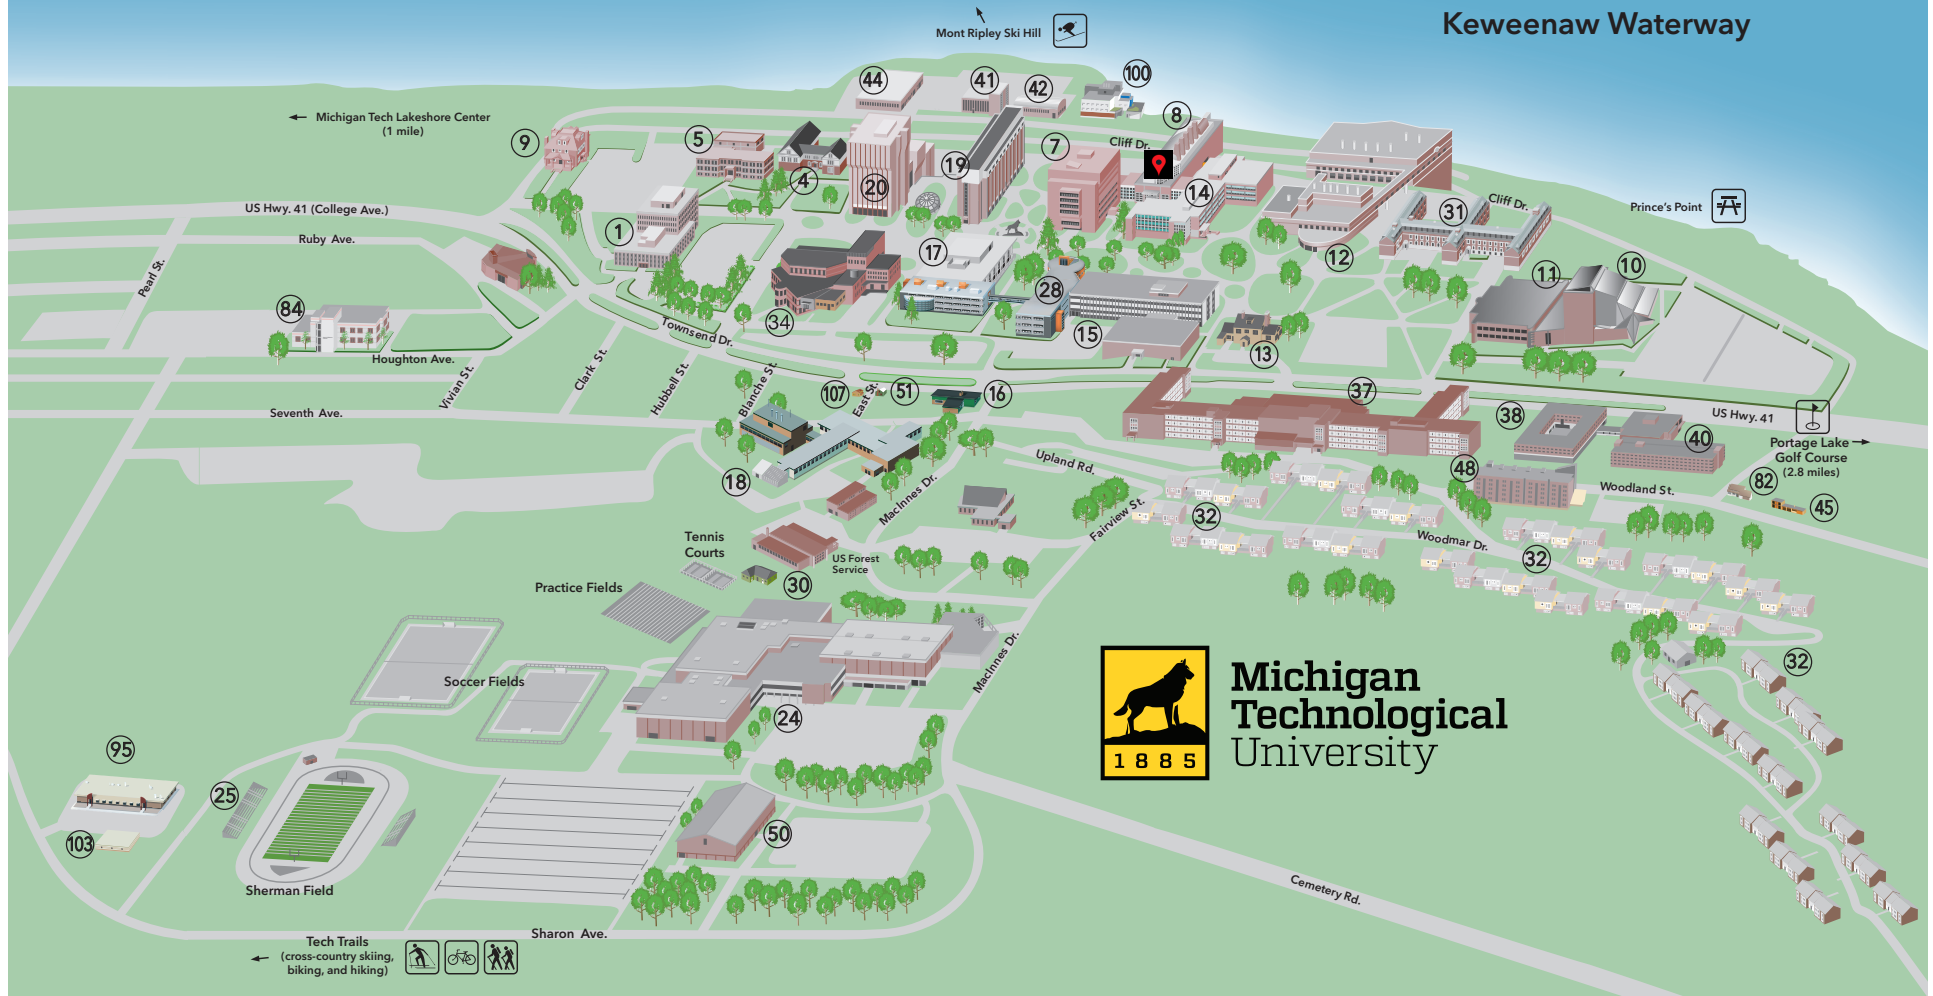 Keweenaw Waterway
Mont Ripley Ski Hill
44
41
42
100
Michigan Tech Lakeshore Center
(1 mile)
9
5
4
20
19
7
Cliff Dr.
8
14
12
31
Cliff Dr.
Prince's Point
US Hwy. 41 (College Ave.)
Ruby Ave.
Pearl St.
1
17
28
34
15
13
11
10
84
Houghton Ave.
Townsend Dr.
Vivian St.
Clark St.
Hubbell St.
Blanche St.
Seventh Ave.
107
East St.
51
16
37
38
40
US Hwy. 41
Portage Lake
Golf Course
(2.8 miles)
18
MacInnes Dr.
Upland Rd.
Fairview St.
48
Woodland St.
82
45
32
Woodmar Dr.
32
Tennis
Courts
US Forest
Service
30
Practice Fields
Soccer Fields
MacInnes Dr.
24
32
Michigan
Technological
University
1885
95
25
103
50
Sherman Field
Cemetery Rd.
Sharon Ave.
Tech Trails
(cross-country skiing,
biking, and hiking)